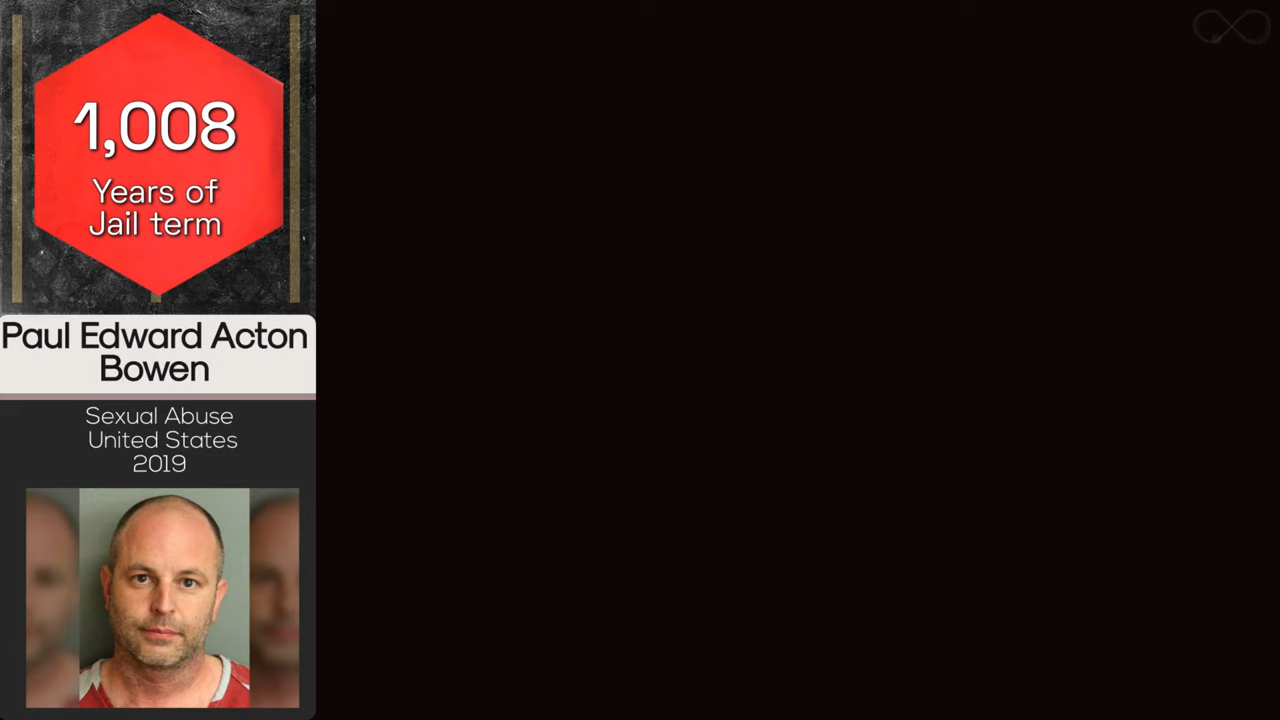 1,008
Years of
Jail term
Paul Edward Acton
Bowen
Sexual Abuse
United States
2019